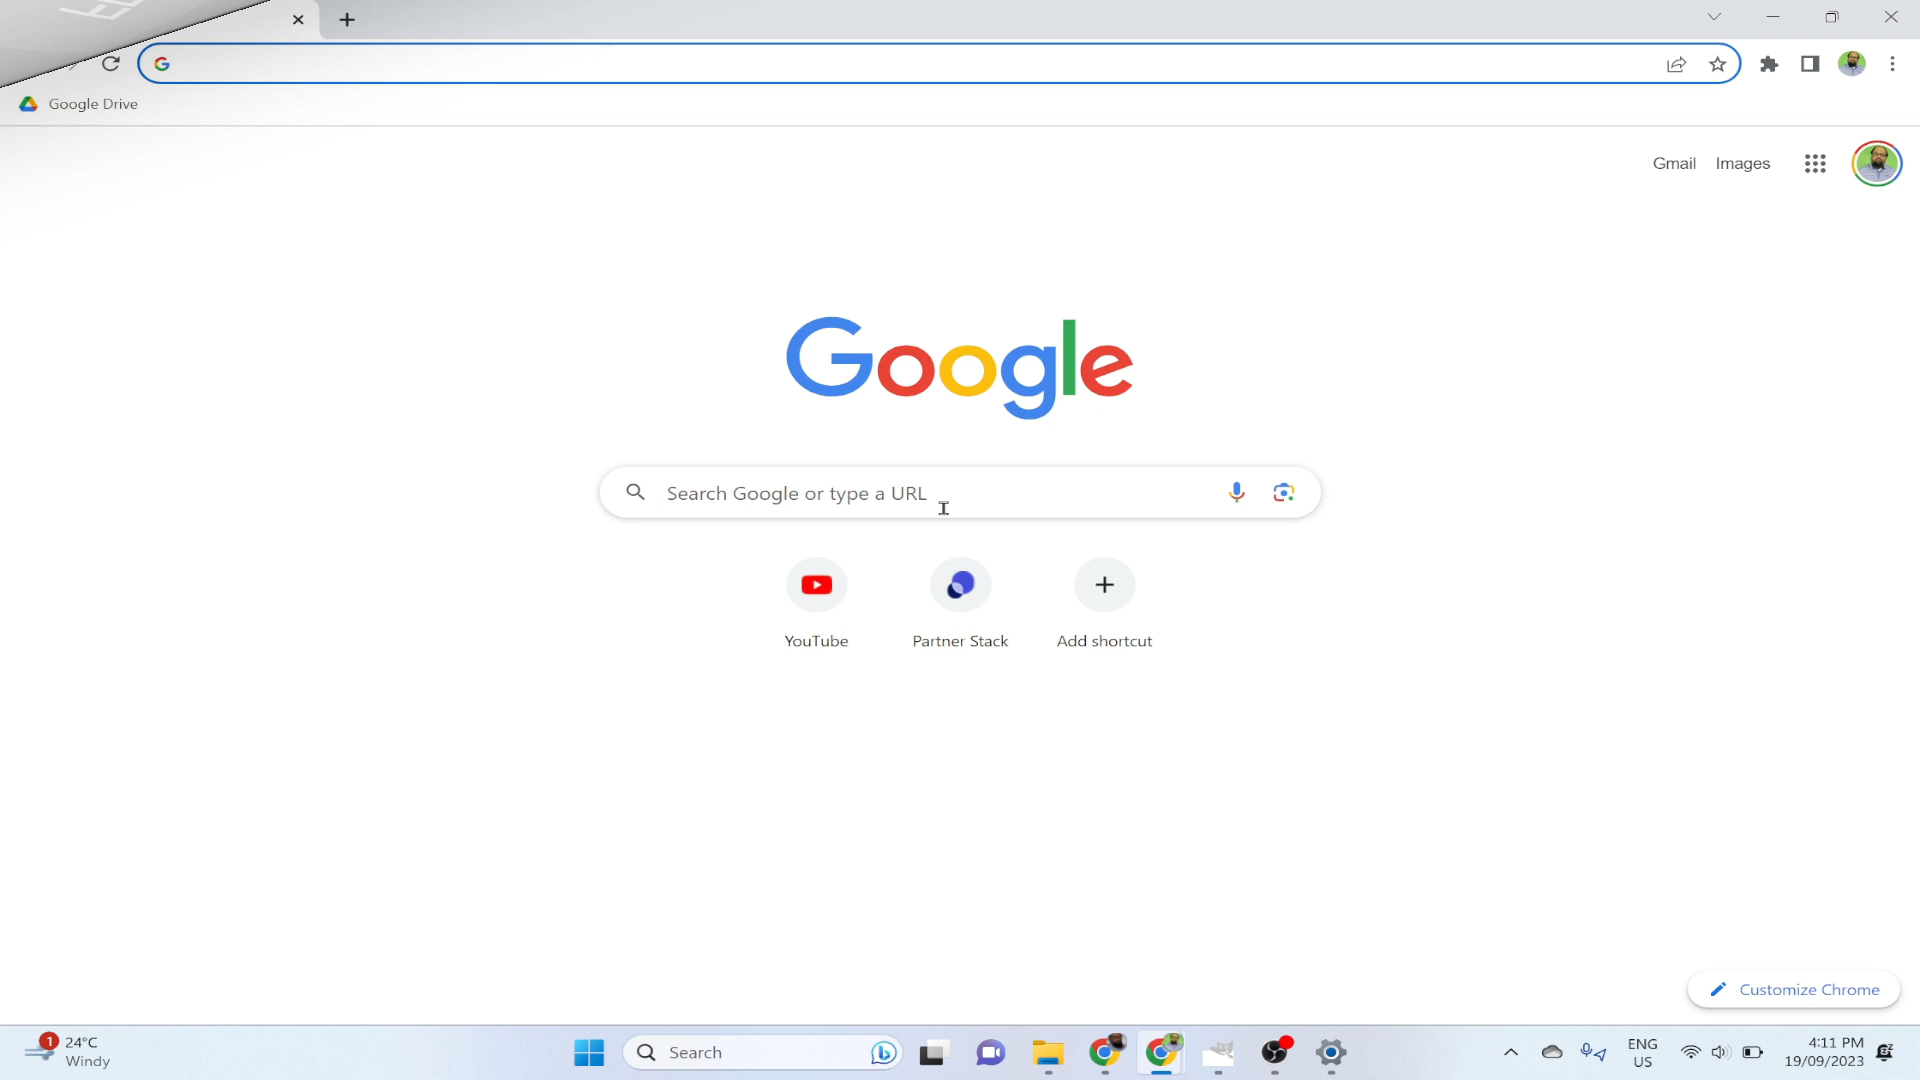 Google Drive
Gmail Images
Google
Search Google or type a URL
YouTube
Partner Stack
Add shortcut
Customize Chrome
1
24°C
Windy
Search
ENG
US
4:11 PM
19/09/2023